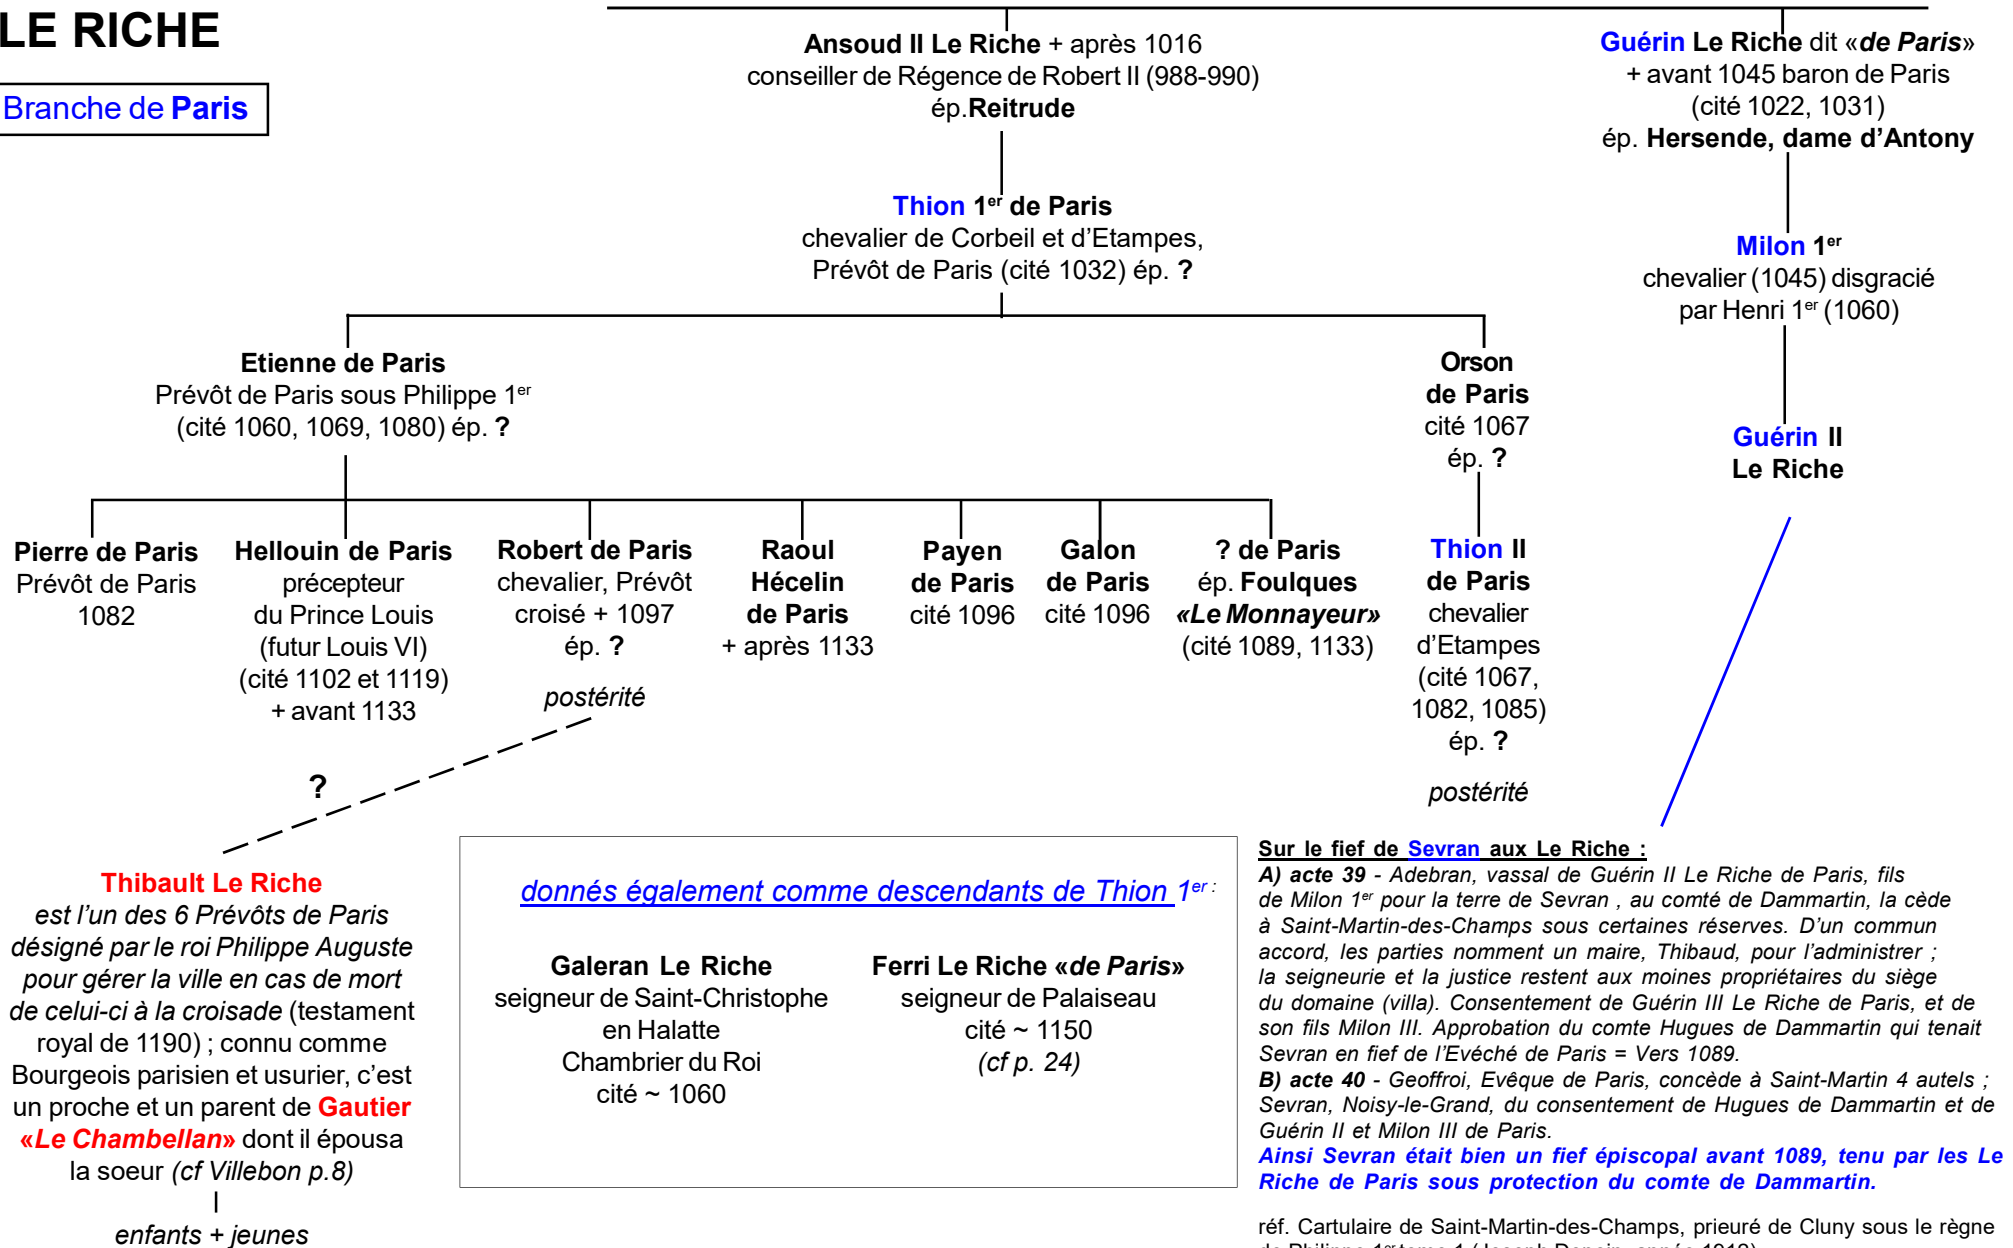 LE RICHE
Branche de Paris
Ansoud II Le Riche + après 1016
conseiller de Régence de Robert II (988-990)
ép.Reitrude
Guérin Le Riche dit «de Paris»
+ avant 1045 baron de Paris
(cité 1022, 1031)
ép. Hersende, dame d’Antony
Thion 1er de Paris
chevalier de Corbeil et d’Etampes,
Prévôt de Paris (cité 1032) ép. ?
Milon 1er
chevalier (1045) disgracié
par Henri 1er (1060)
Etienne de Paris
Prévôt de Paris sous Philippe 1er
(cité 1060, 1069, 1080) ép. ?
Orson
de Paris
cité 1067
ép. ?
Guérin II
Le Riche
Pierre de Paris
Prévôt de Paris
1082
Hellouin de Paris
précepteur
du Prince Louis
(futur Louis VI)
(cité 1102 et 1119)
+ avant 1133
Robert de Paris
chevalier, Prévôt
croisé + 1097
ép. ?
postérité
Raoul
Hécelin
de Paris
+ après 1133
Payen
de Paris
cité 1096
Galon
de Paris
cité 1096
? de Paris
ép. Foulques
«Le Monnayeur»
(cité 1089, 1133)
Thion II
de Paris
chevalier
d’Etampes
(cité 1067,
1082, 1085)
ép. ?
postérité
?
Thibault Le Riche
est l’un des 6 Prévôts de Paris
désigné par le roi Philippe Auguste
pour gérer la ville en cas de mort
de celui-ci à la croisade (testament
royal de 1190) ; connu comme
Bourgeois parisien et usurier, c’est
un proche et un parent de Gautier
«Le Chambellan» dont il épousa
la soeur (cf Villebon p.8)
enfants + jeunes
donnés également comme descendants de Thion 1er :
Galeran Le Riche
seigneur de Saint-Christophe
en Halatte
Chambrier du Roi
cité ~ 1060
Ferri Le Riche «de Paris»
seigneur de Palaiseau
cité ~ 1150
(cf p. 24)
Sur le fief de Sevran aux Le Riche :
A) acte 39 - Adebran, vassal de Guérin II Le Riche de Paris, fils
de Milon 1er pour la terre de Sevran , au comté de Dammartin, la cède
à Saint-Martin-des-Champs sous certaines réserves. D’un commun
accord, les parties nomment un maire, Thibaud, pour l’administrer ;
la seigneurie et la justice restent aux moines propriétaires du siège
du domaine (villa). Consentement de Guérin III Le Riche de Paris, et de
son fils Milon III. Approbation du comte Hugues de Dammartin qui tenait
Sevran en fief de l’Evéché de Paris = Vers 1089.
B) acte 40 - Geoffroi, Evêque de Paris, concède à Saint-Martin 4 autels ;
Sevran, Noisy-le-Grand, du consentement de Hugues de Dammartin et de
Guérin II et Milon III de Paris.
Ainsi Sevran était bien un fief épiscopal avant 1089, tenu par les Le
Riche de Paris sous protection du comte de Dammartin.
réf. Cartulaire de Saint-Martin-des-Champs, prieuré de Cluny sous le règne
de Philippe 1er tome 1 (Joseph Depoin, année 1912)